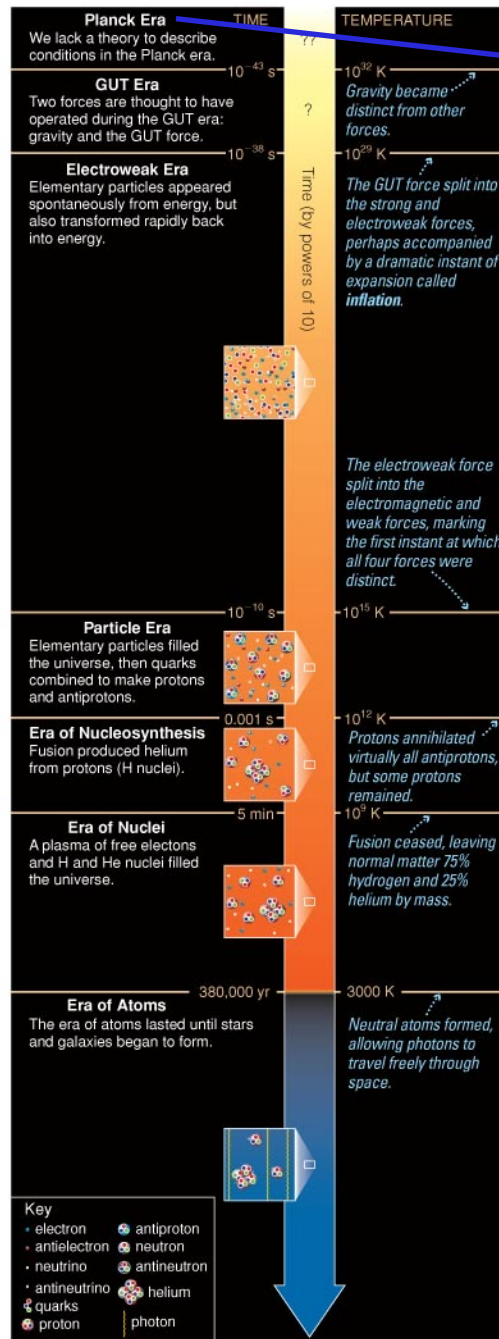 Planck Era
TIME
TEMPERATURE
We lack a theory to describe
conditions in the Planck era.
??
10⁻⁴³ s
10³² K
GUT Era
Two forces are thought to have
operated during the GUT era:
gravity and the GUT force.
?
Gravity became
distinct from other
forces.
10⁻³⁸ s
10²⁹ K
Electroweak Era
Elementary particles appeared
spontaneously from energy, but
also transformed rapidly back
into energy.
Time (by powers of 10)
The GUT force split into
the strong and
electroweak forces,
perhaps accompanied
by a dramatic instant of
expansion called
inflation.
The electroweak force
split into the
electromagnetic and
weak forces, marking
the first instant at which
all four forces were
distinct.
10⁻¹⁰ s
10¹⁵ K
Particle Era
Elementary particles filled
the universe, then quarks
combined to make protons
and antiprotons.
0.001 s
10¹² K
Era of Nucleosynthesis
Fusion produced helium
from protons (H nuclei).
Protons annihilated
virtually all antiprotons,
but some protons
remained.
5 min
10⁹ K
Era of Nuclei
A plasma of free electons
and H and He nuclei filled
the universe.
Fusion ceased, leaving
normal matter 75%
hydrogen and 25%
helium by mass.
380,000 yr
3000 K
Era of Atoms
The era of atoms lasted until stars
and galaxies began to form.
Neutral atoms formed,
allowing photons to
travel freely through
space.
Key
electron
antielectron
neutrino
antineutrino
quarks
proton
antiproton
neutron
antineutron
helium
photon